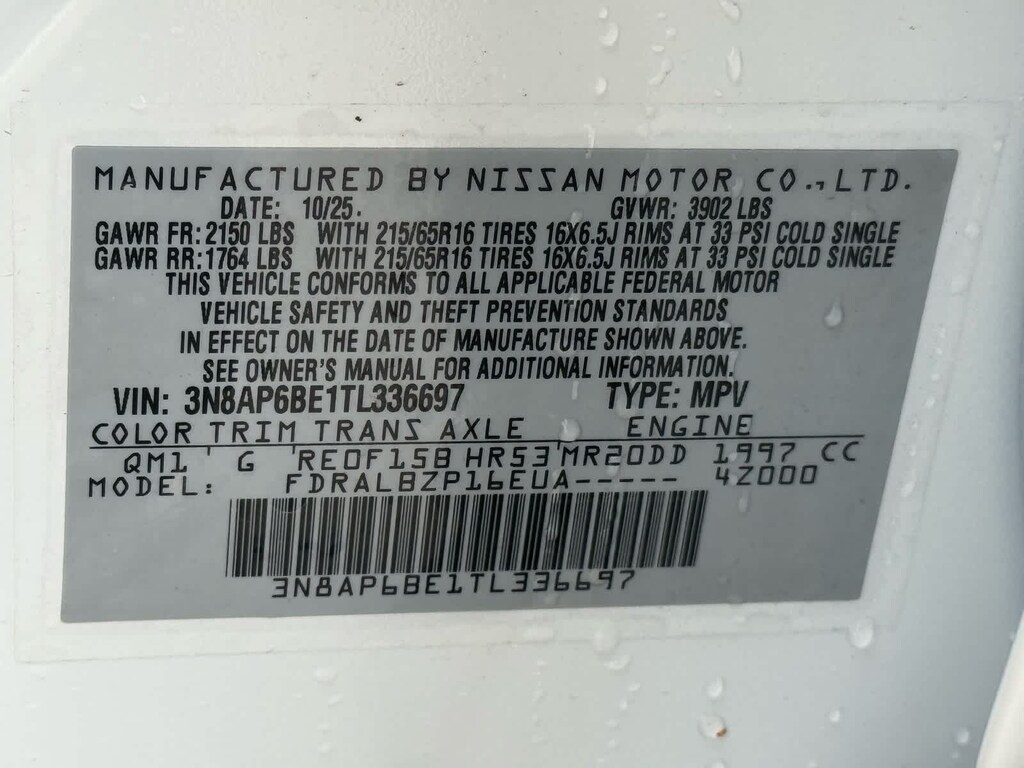 MANUFACTURED BY NISSAN MOTOR CO., LTD.
DATE: 10/25. GVWR: 3902 LBS
GAWR FR: 2150 LBS WITH 215/65R16 TIRES 16X6.5J RIMS AT 33 PSI COLD SINGLE
GAWR RR: 1764 LBS WITH 215/65R16 TIRES 16X6.5J RIMS AT 33 PSI COLD SINGLE
THIS VEHICLE CONFORMS TO ALL APPLICABLE FEDERAL MOTOR
VEHICLE SAFETY AND THEFT PREVENTION STANDARDS
IN EFFECT ON THE DATE OF MANUFACTURE SHOWN ABOVE.
SEE OWNER'S MANUAL FOR ADDITIONAL INFORMATION.
VIN: 3N8AP6BE1TL336697 TYPE: MPV
COLOR TRIM TRANS AXLE ENGINE
QM1 G RE0F15B HR53 MR20DD 1997 CC
MODEL: FDRALBZP16EUA----- 4Z000
3N8AP6BE1TL336697